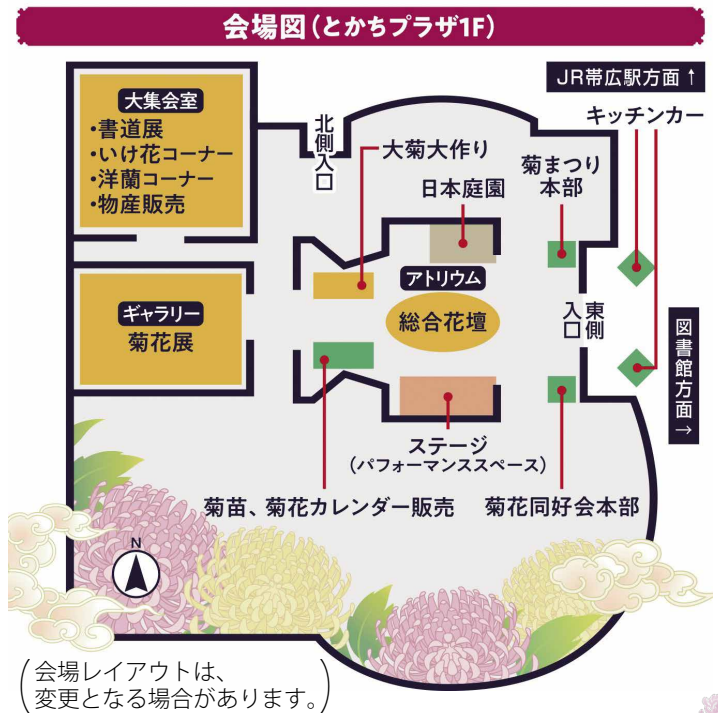 会場図(とかちプラザ1F)
JR帯広駅方面↑
キッチンカー
大集会室
・書道展
・いけ花コーナー
・洋蘭コーナー
・物産販売
北側入口
大菊大作り
日本庭園
菊まつり
本部
アトリウム
総合花壇
ギャラリー
菊花展
東側
入口
図書館方面→
ステージ
(パフォーマンススペース)
菊苗、菊花カレンダー販売
菊花同好会本部
N
(会場レイアウトは、
変更となる場合があります。)